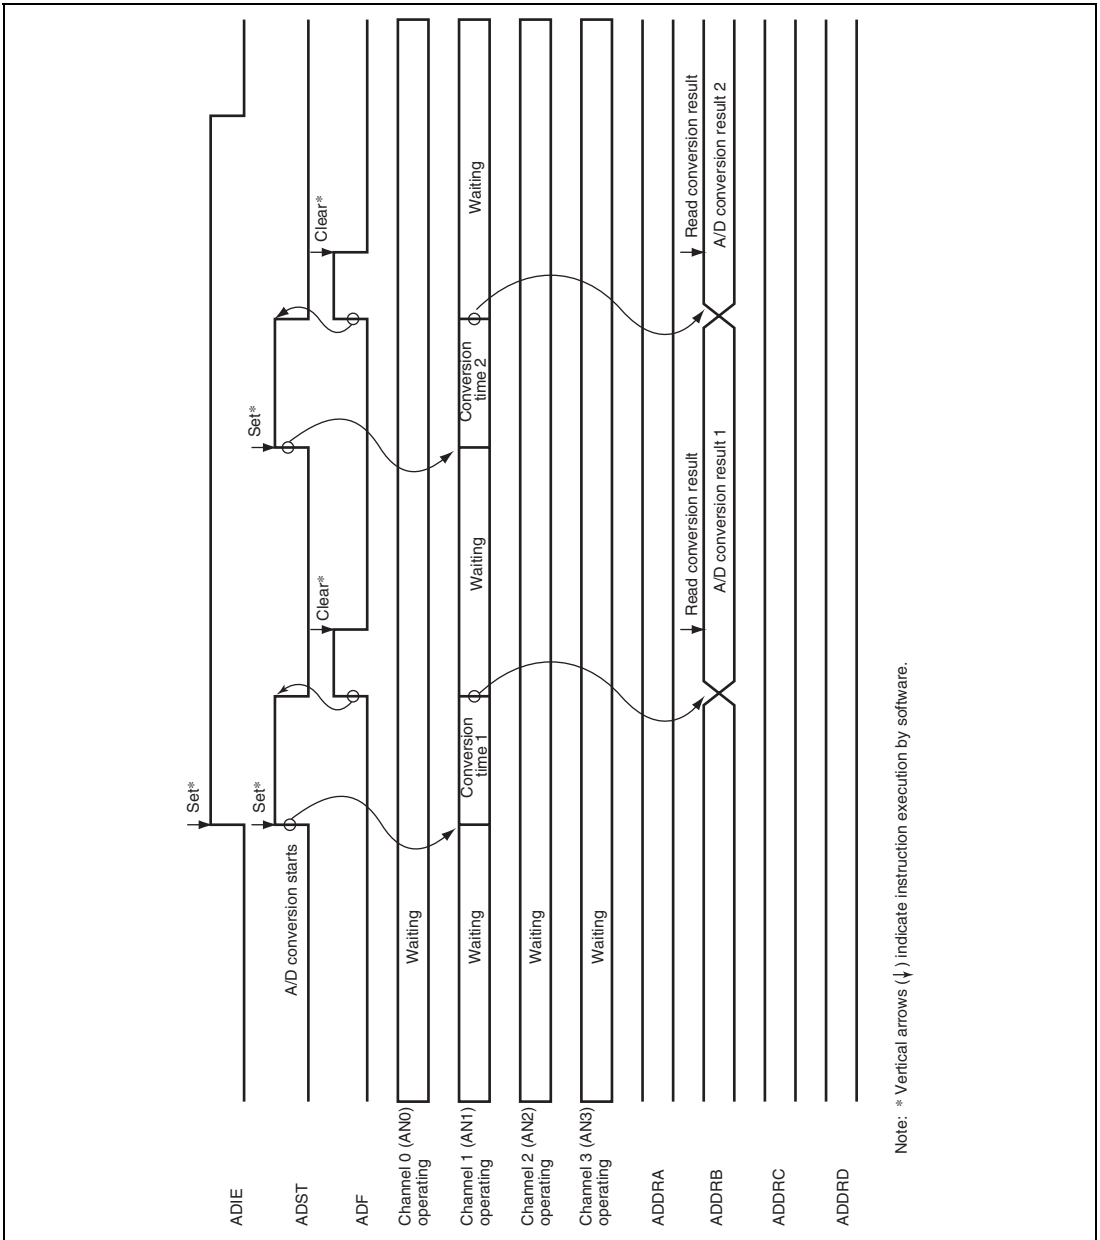 Set*
ADIE
Set*
Set*
A/D conversion starts
ADST
Clear*
Clear*
ADF
Channel 0 (AN0)
operating
Waiting
Channel 1 (AN1)
operating
Waiting
Conversion
time 1
Waiting
Conversion
time 2
Waiting
Channel 2 (AN2)
operating
Waiting
Channel 3 (AN3)
operating
Waiting
ADDRA
Read conversion result
Read conversion result
ADDRB
A/D conversion result 1
A/D conversion result 2
ADDRC
ADDRD
Note: * Vertical arrows (↓) indicate instruction execution by software.